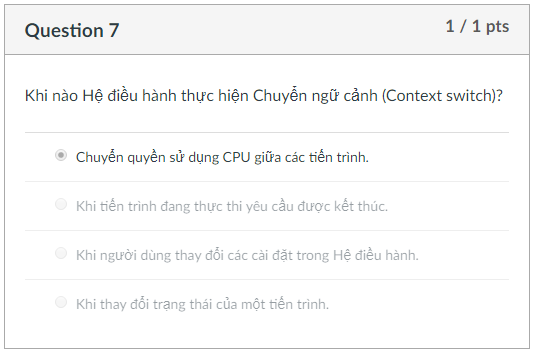 Question 7
1 / 1 pts
Khi nào Hệ điều hành thực hiện Chuyển ngữ cảnh (Context switch)?
Chuyển quyền sử dụng CPU giữa các tiến trình.
Khi tiến trình đang thực thi yêu cầu được kết thúc.
Khi người dùng thay đổi các cài đặt trong Hệ điều hành.
Khi thay đổi trạng thái của một tiến trình.